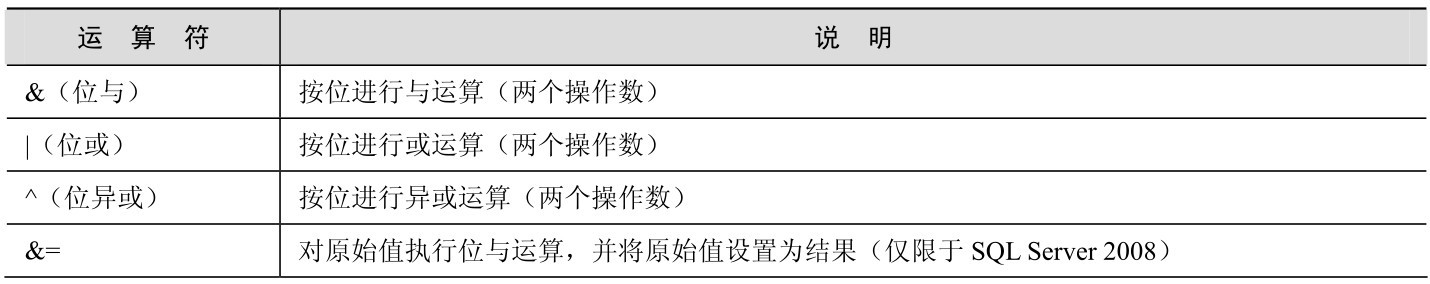 运 算 符 说 明
&（位与） 按位进行与运算（两个操作数）
|（位或） 按位进行或运算（两个操作数）
^（位异或） 按位进行异或运算（两个操作数）
&= 对原始值执行位与运算，并将原始值设置为结果（仅限于 SQL Server 2008）